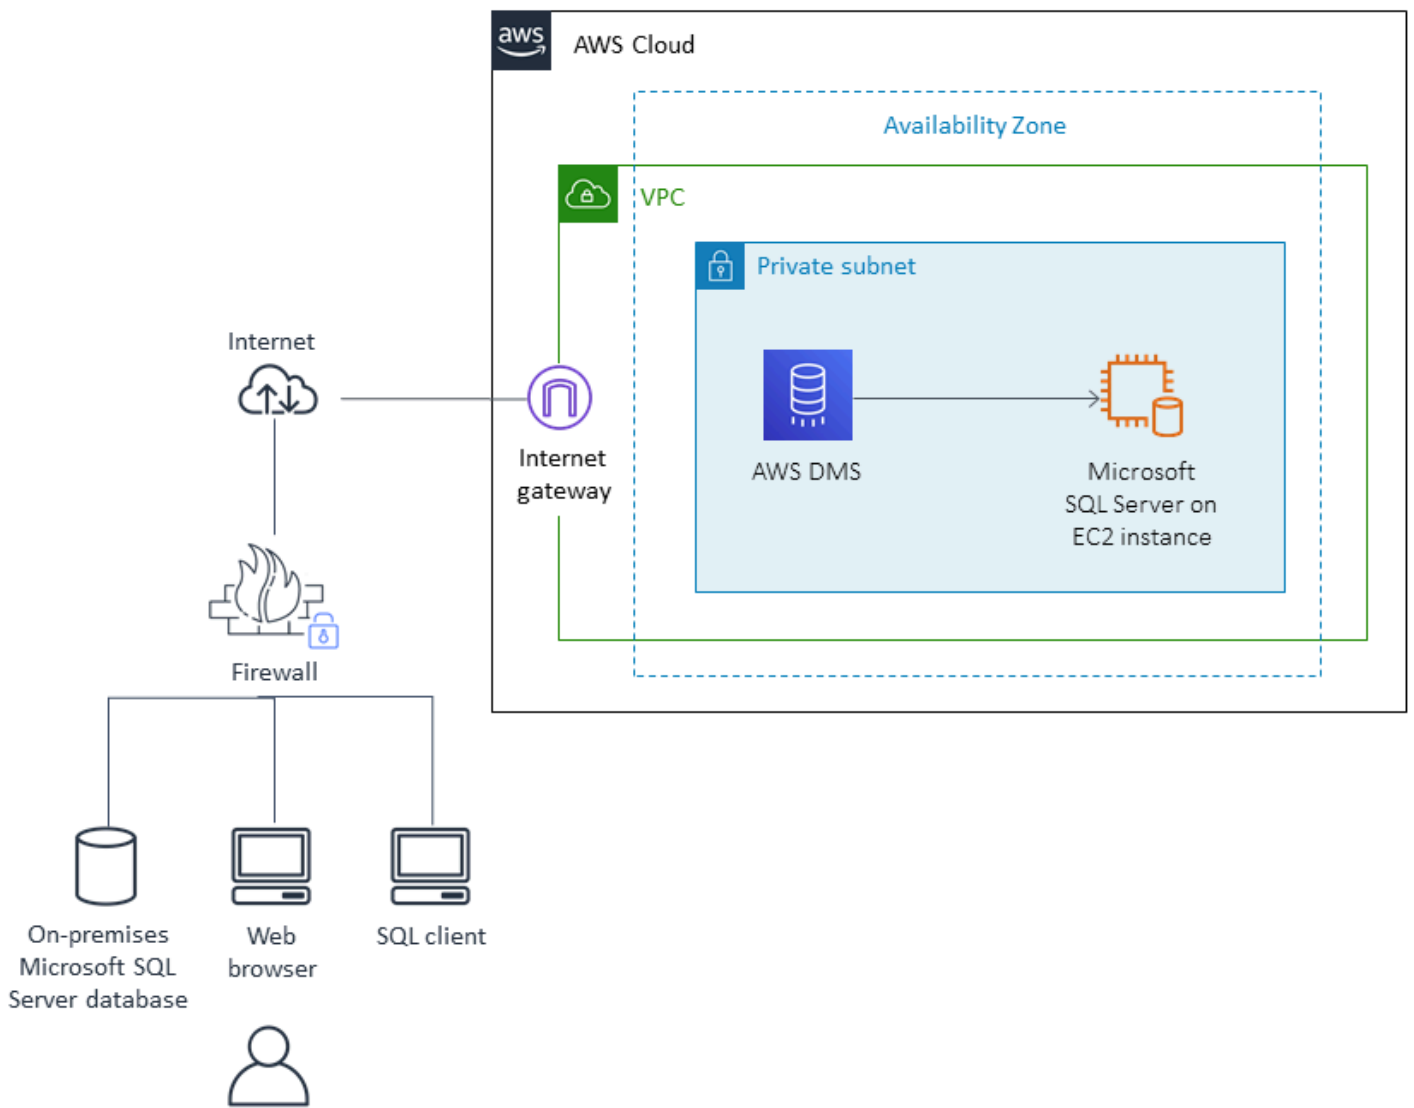 aws
AWS Cloud
Availability Zone
VPC
Private subnet
Internet
Internet
gateway
AWS DMS
Microsoft
SQL Server on
EC2 instance
Firewall
On-premises
Microsoft SQL
Server database
Web
browser
SQL client